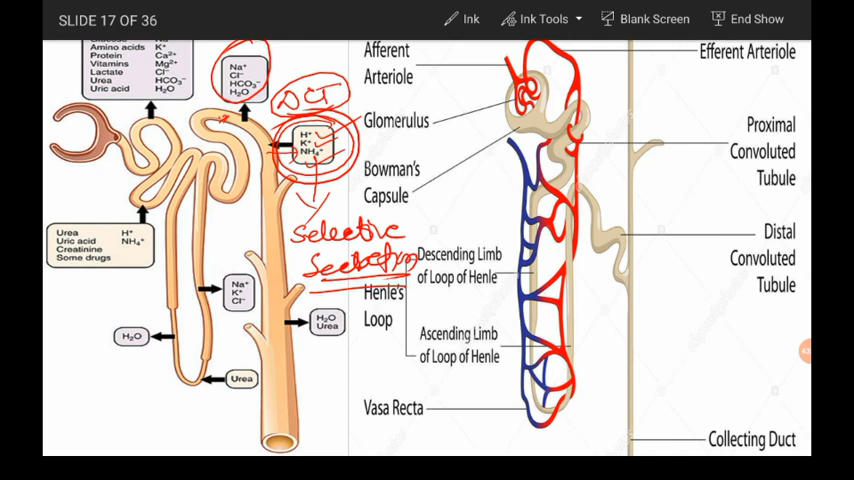 SLIDE 17 OF 36
Ink
Ink Tools
Blank Screen
End Show
Amino acids K⁺
Protein Ca²⁺
Vitamins Mg²⁺
Lactate Cl⁻
Urea HCO₃⁻
Uric acid H₂O
Na⁺
Cl⁻
HCO₃⁻
H₂O
DCT
H⁺
K⁺
NH₄⁺
Selective
Urea H⁺
Uric acid NH₄⁺
Creatinine
Some drugs
Na⁺
K⁺
Cl⁻
H₂O
Urea
H₂O
Urea
Afferent
Arteriole
Glomerulus
Bowman's
Capsule
Descending Limb
of Loop of Henle
Henle's
Loop
Ascending Limb
of Loop of Henle
Vasa Recta
Efferent Arteriole
Proximal
Convoluted
Tubule
Distal
Convoluted
Tubule
Collecting Duct